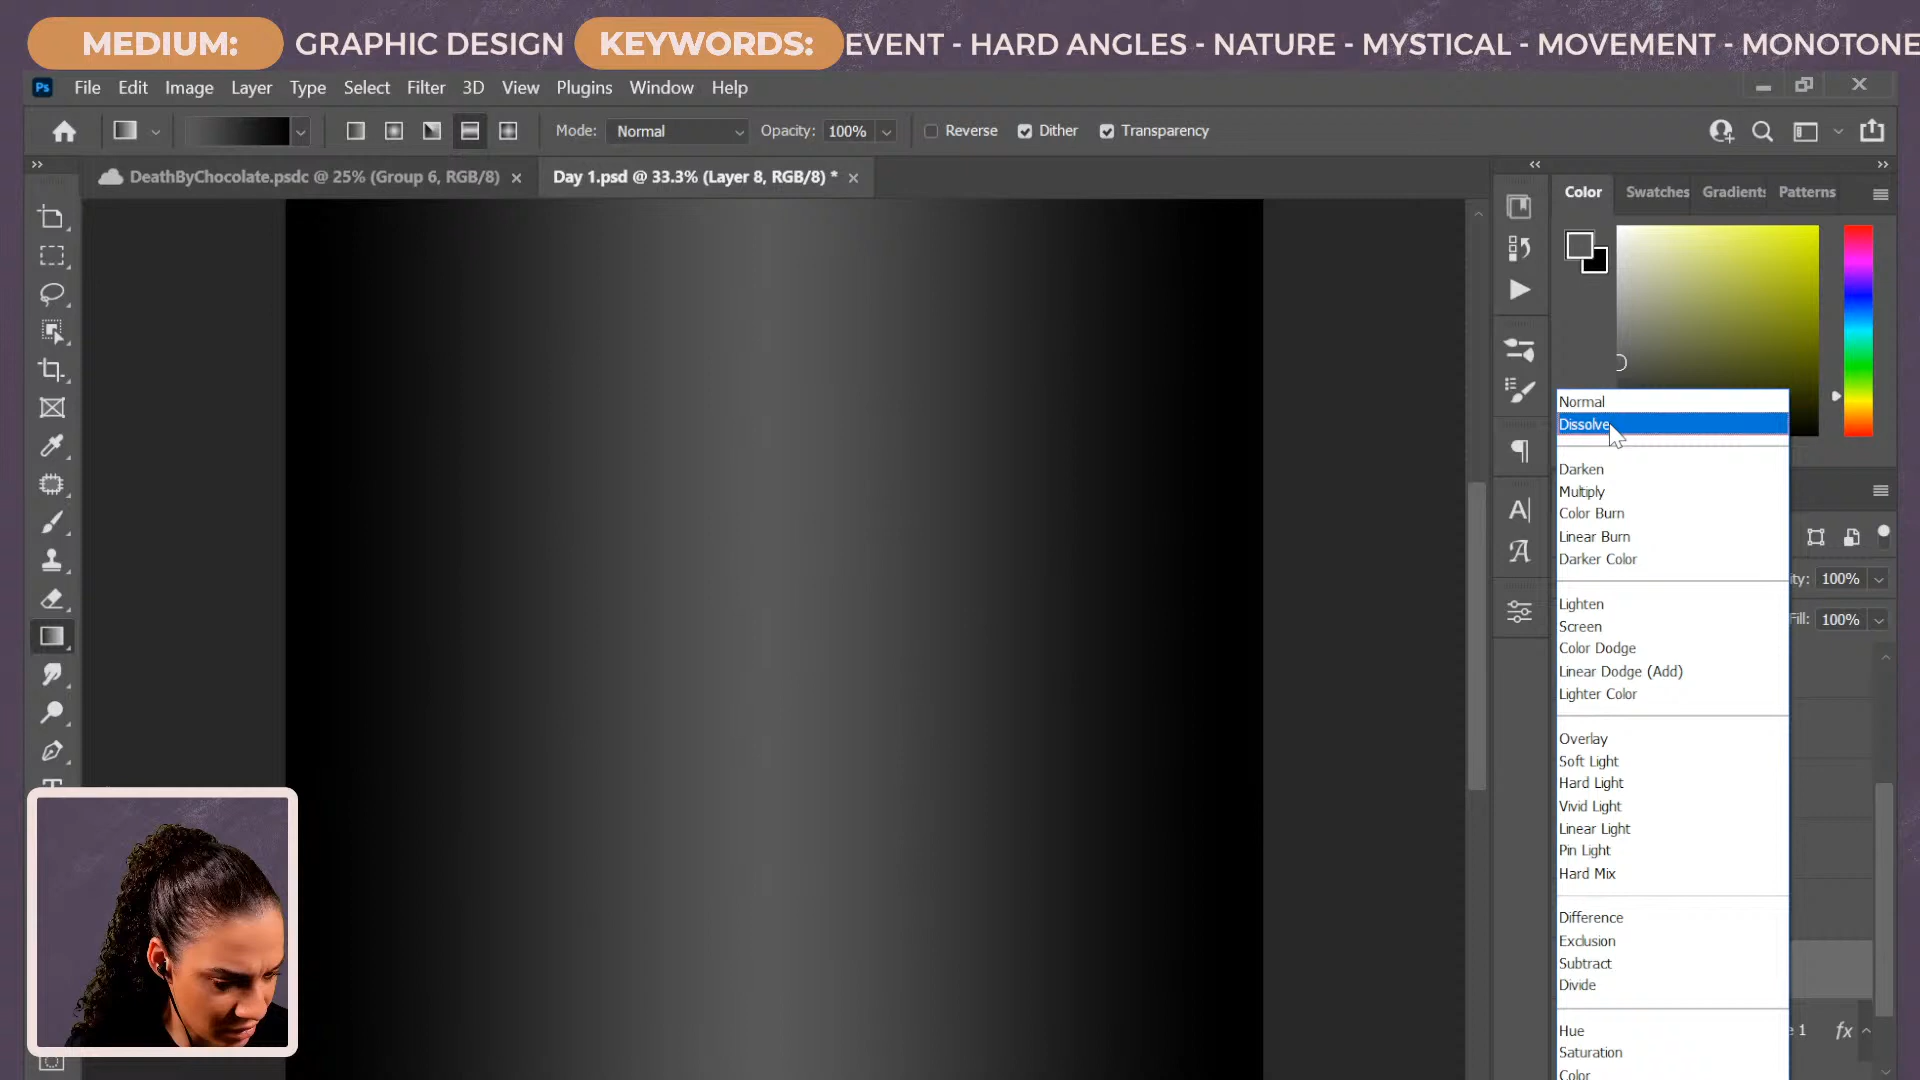 MEDIUM: GRAPHIC DESIGN KEYWORDS: EVENT - HARD ANGLES - NATURE - MYSTICAL - MOVEMENT - MONOTONE
Ps File Edit Image Layer Type Select Filter 3D View Plugins Window Help
Mode: Normal Opacity: 100% Reverse Dither Transparency
DeathByChocolate.psdc @ 25% (Group 6, RGB/8) Day 1.psd @ 33.3% (Layer 8, RGB/8) *
Color Swatches Gradients Patterns
Normal
Dissolve
Darken
Multiply
Color Burn
Linear Burn
Darker Color
ity: 100%
Lighten
Fill: 100%
Screen
Color Dodge
Linear Dodge (Add)
Lighter Color
Overlay
Soft Light
Hard Light
Vivid Light
Linear Light
Pin Light
Hard Mix
Difference
Exclusion
Subtract
Divide
Hue
1 fx
Saturation
Color